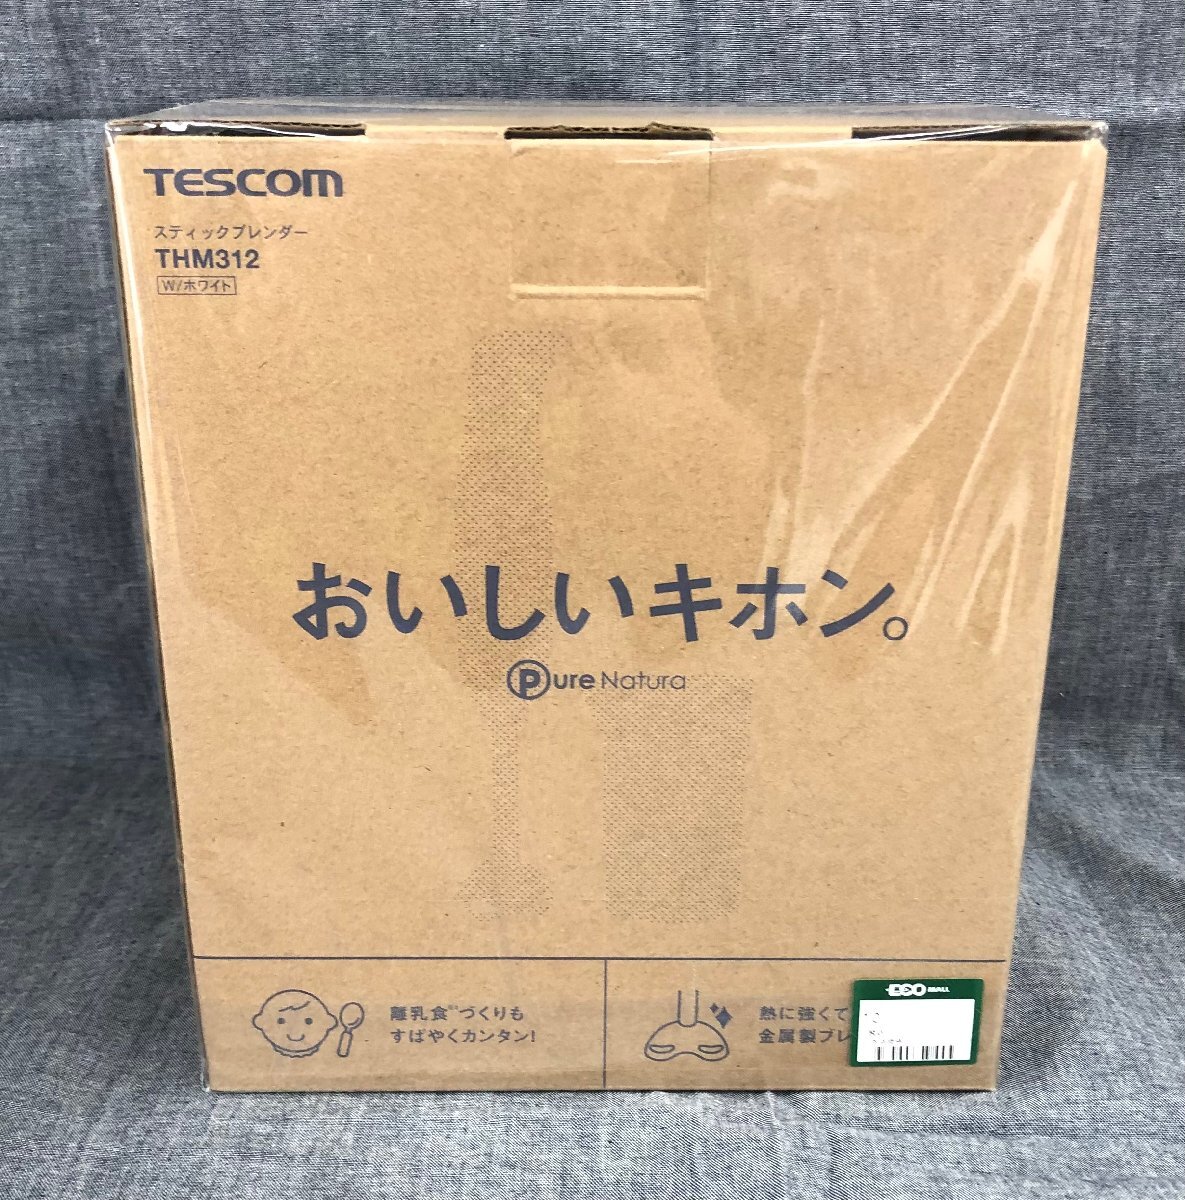 TESCOM
スティックブレンダー
THM312
W/ホワイト
おいしいキホン。
Pure Natura
離乳食※づくりも
すばやくカンタン!
熱に強くて
金属製ブレ
ECO MALL